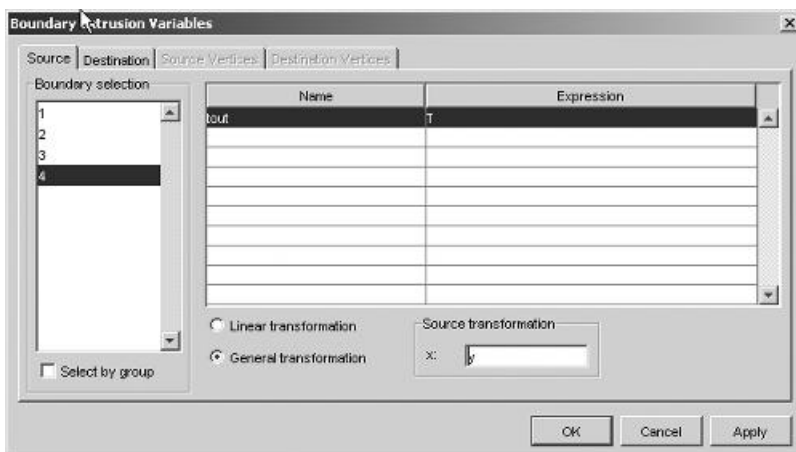 Boundary Extrusion Variables
Source Destination Source Vertices Destination Vertices
Boundary selection
1
2
3
4
Select by group
Name Expression
tout T
Linear transformation
General transformation
Source transformation
x: y
OK Cancel Apply